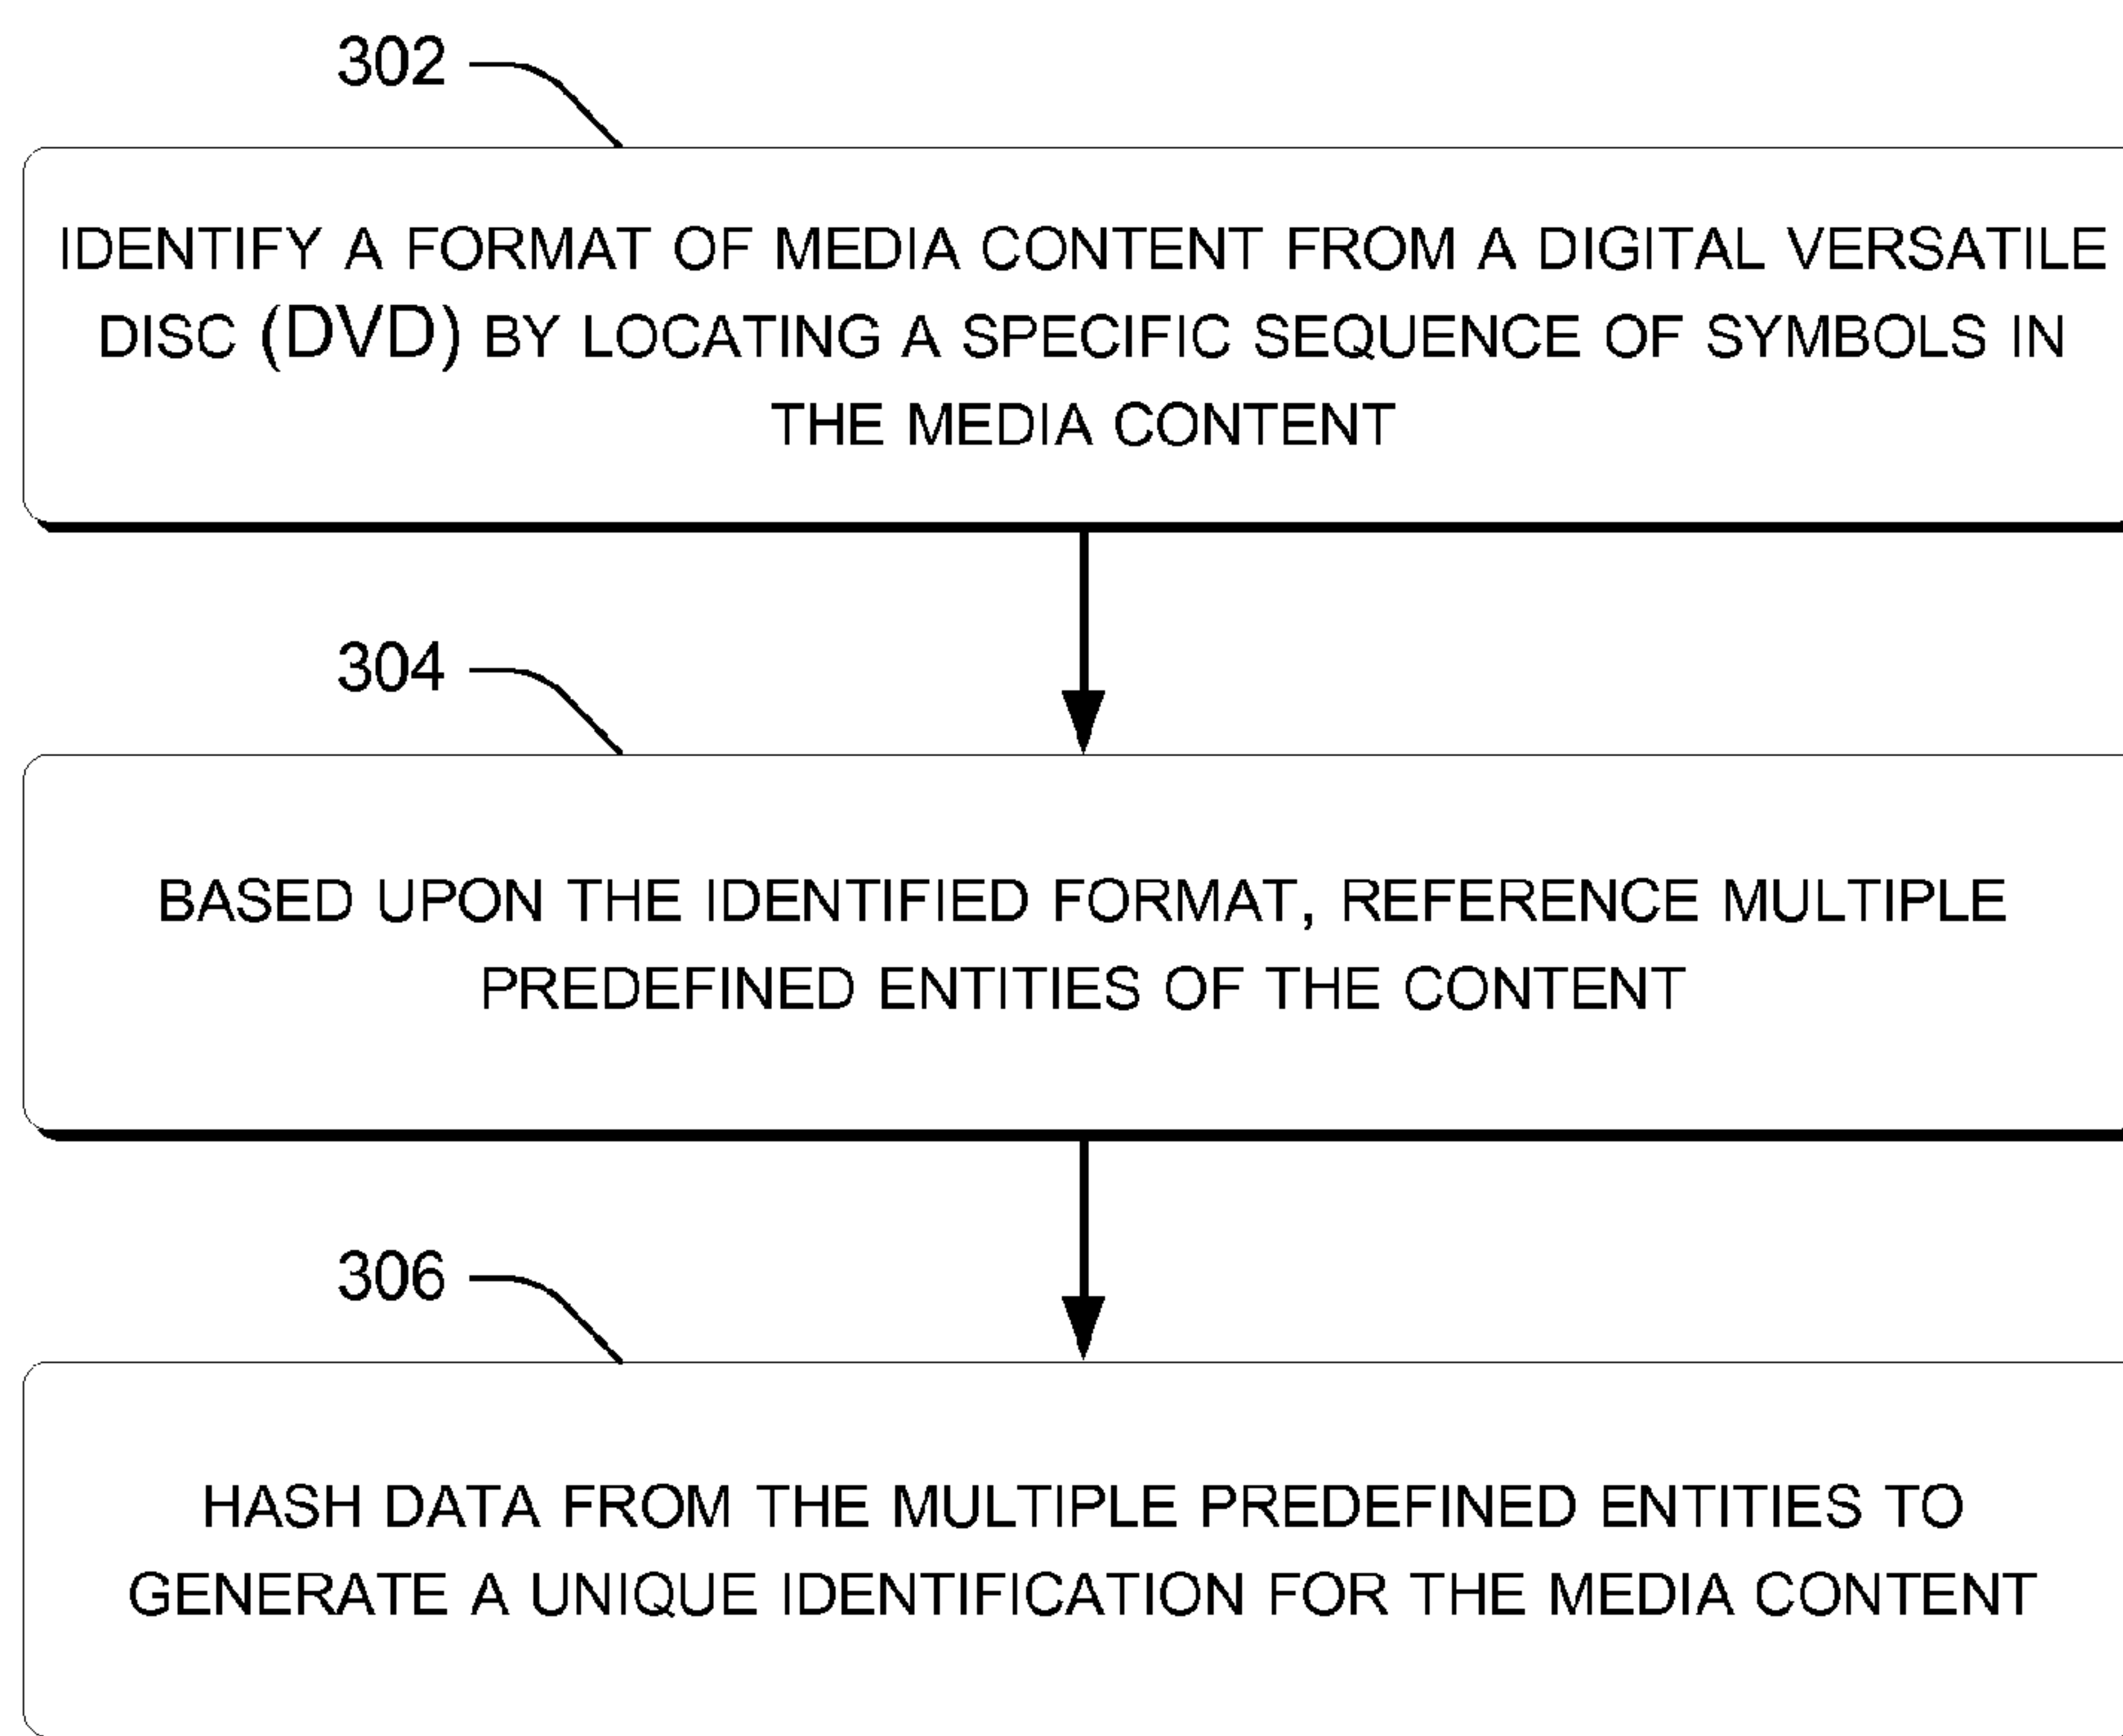 302
IDENTIFY A FORMAT OF MEDIA CONTENT FROM A DIGITAL VERSATILE
DISC (DVD) BY LOCATING A SPECIFIC SEQUENCE OF SYMBOLS IN
THE MEDIA CONTENT
304
BASED UPON THE IDENTIFIED FORMAT, REFERENCE MULTIPLE
PREDEFINED ENTITIES OF THE CONTENT
306
HASH DATA FROM THE MULTIPLE PREDEFINED ENTITIES TO
GENERATE A UNIQUE IDENTIFICATION FOR THE MEDIA CONTENT